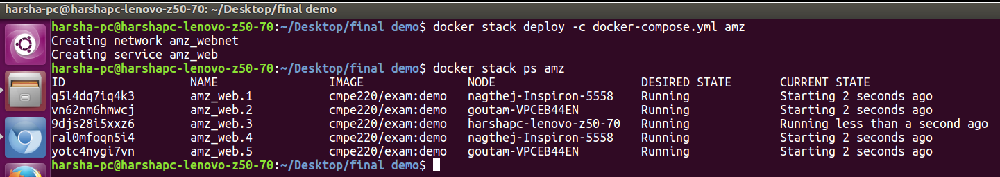 harsha-pc@harshapc-lenovo-z50-70: ~/Desktop/final demo
harsha-pc@harshapc-lenovo-z50-70:~/Desktop/final demo$ docker stack deploy -c docker-compose.yml amz
Creating network amz_webnet
Creating service amz_web
harsha-pc@harshapc-lenovo-z50-70:~/Desktop/final demo$ docker stack ps amz
ID NAME IMAGE NODE DESIRED STATE CURRENT STATE
q5l4dq7iq4k3 amz_web.1 cmpe220/exam:demo nagthej-Inspiron-5558 Running Starting 2 seconds ago
vn62nm6hmwcj amz_web.2 cmpe220/exam:demo goutam-VPCEB44EN Running Starting 2 seconds ago
9djs28i5xxz6 amz_web.3 cmpe220/exam:demo harshapc-lenovo-z50-70 Running Running less than a second ago
ral0mfoqn5i4 amz_web.4 cmpe220/exam:demo nagthej-Inspiron-5558 Running Starting 2 seconds ago
yotc4nygi7vn amz_web.5 cmpe220/exam:demo goutam-VPCEB44EN Running Starting 2 seconds ago
harsha-pc@harshapc-lenovo-z50-70:~/Desktop/final demo$